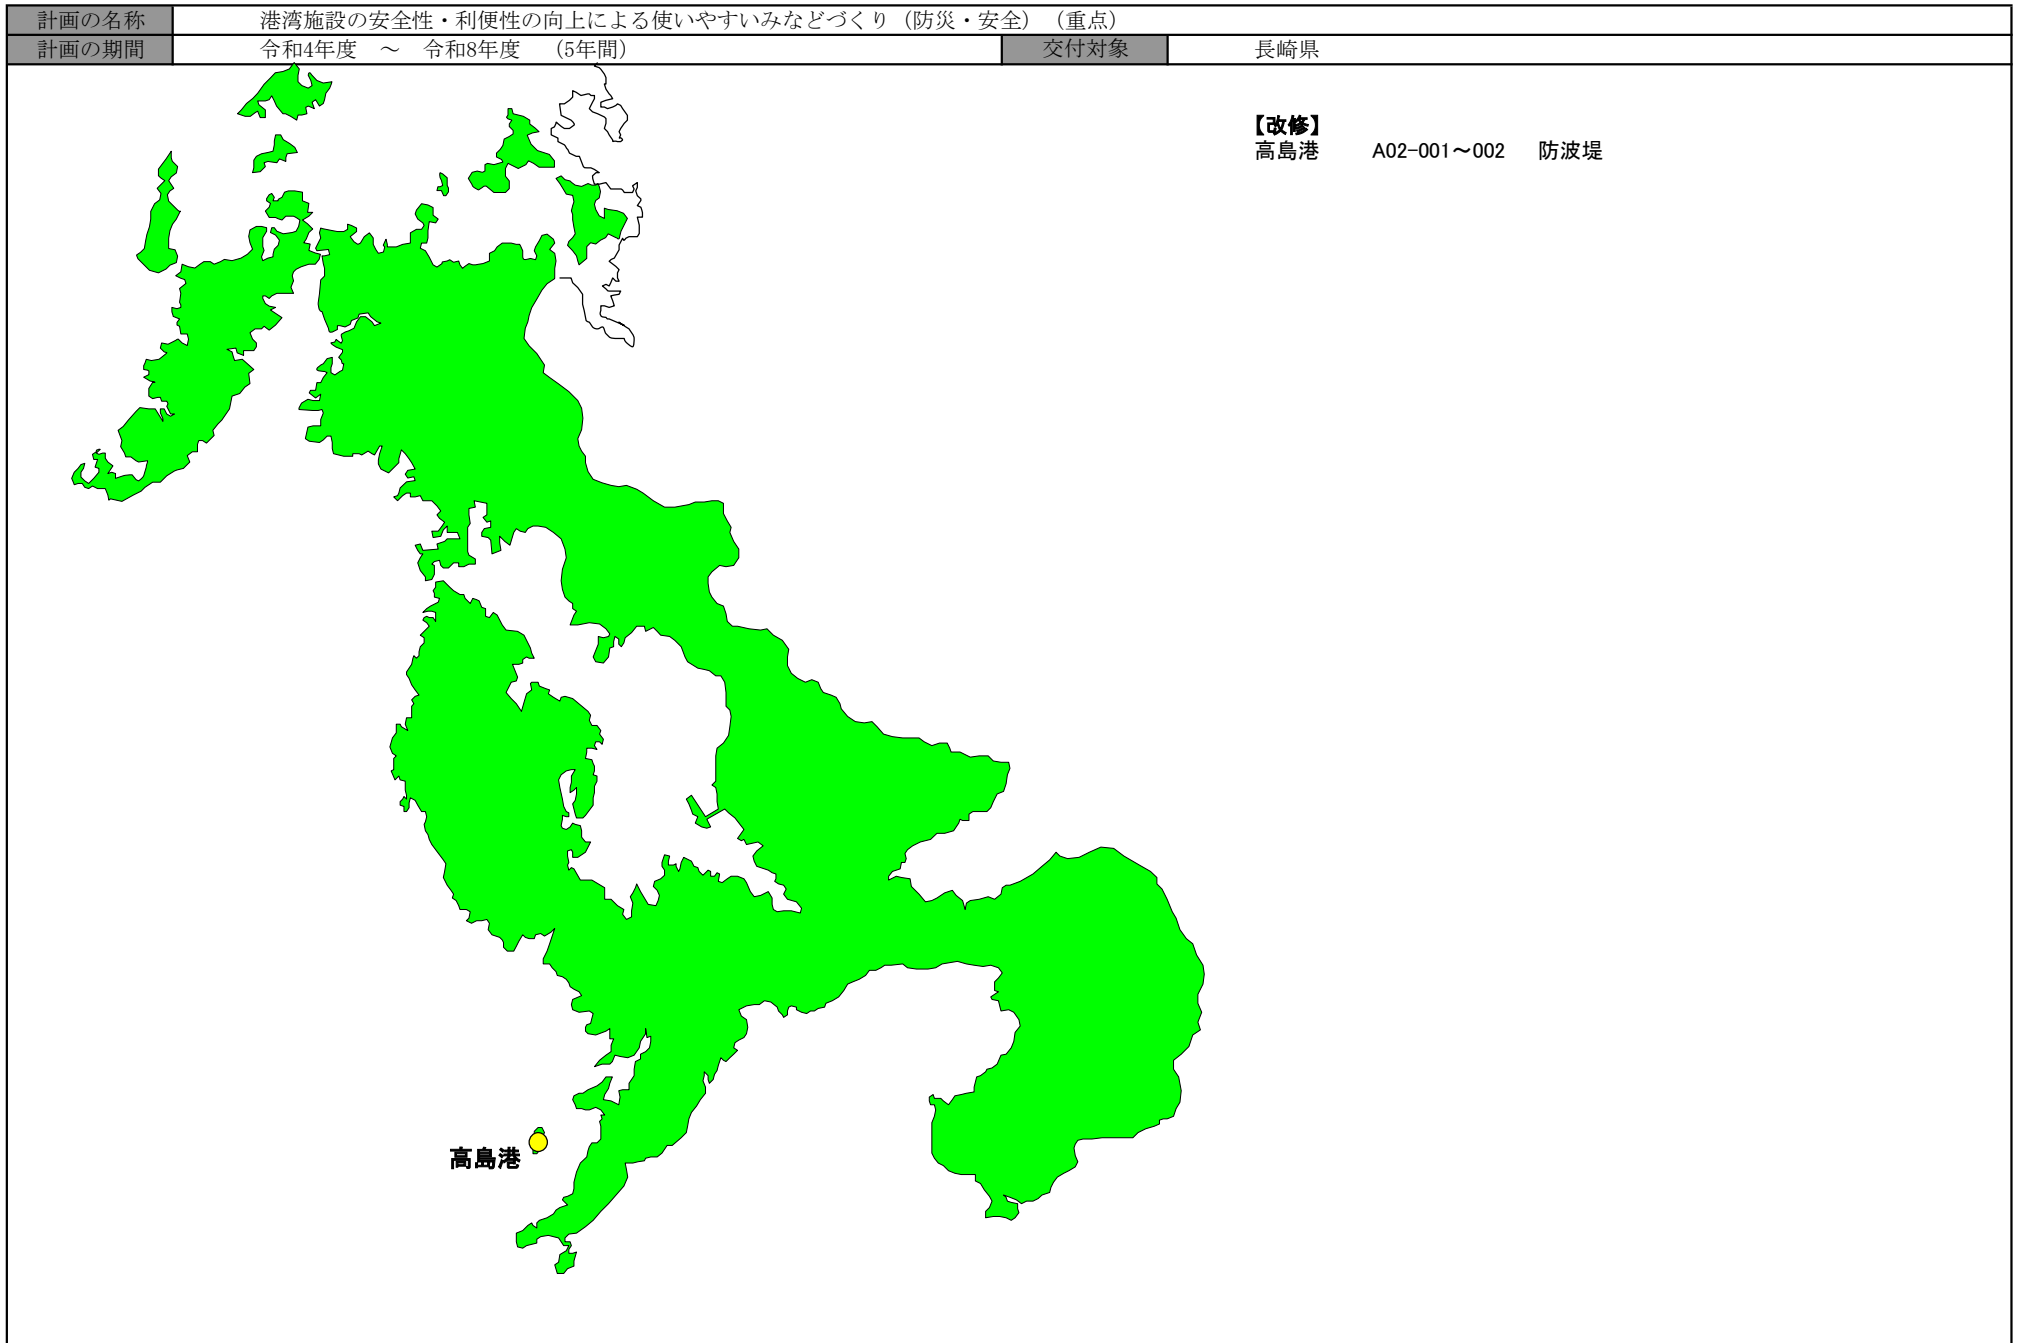 計画の名称 港湾施設の安全性・利便性の向上による使いやすいみなどづくり（防災・安全）（重点）
計画の期間 令和4年度 ～ 令和8年度 （5年間） 交付対象 長崎県
【改修】
高島港 A02-001～002 防波堤
高島港